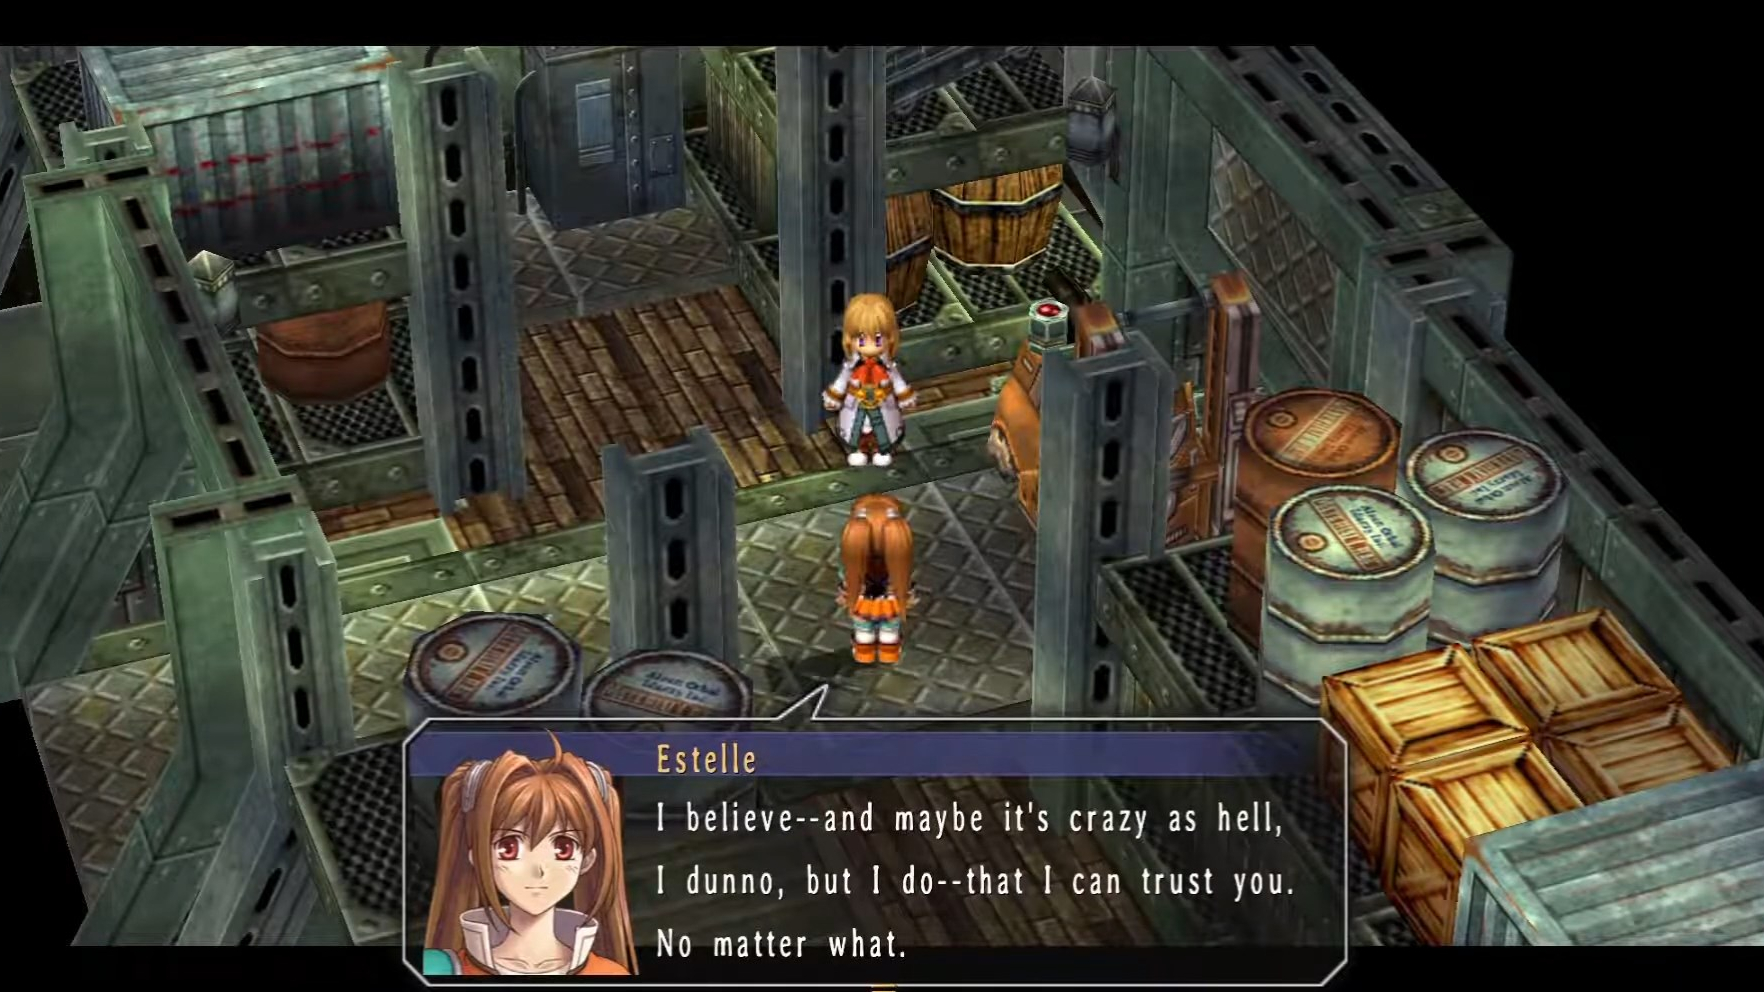 Estelle
I believe--and maybe it's crazy as hell,
I dunno, but I do--that I can trust you.
No matter what.